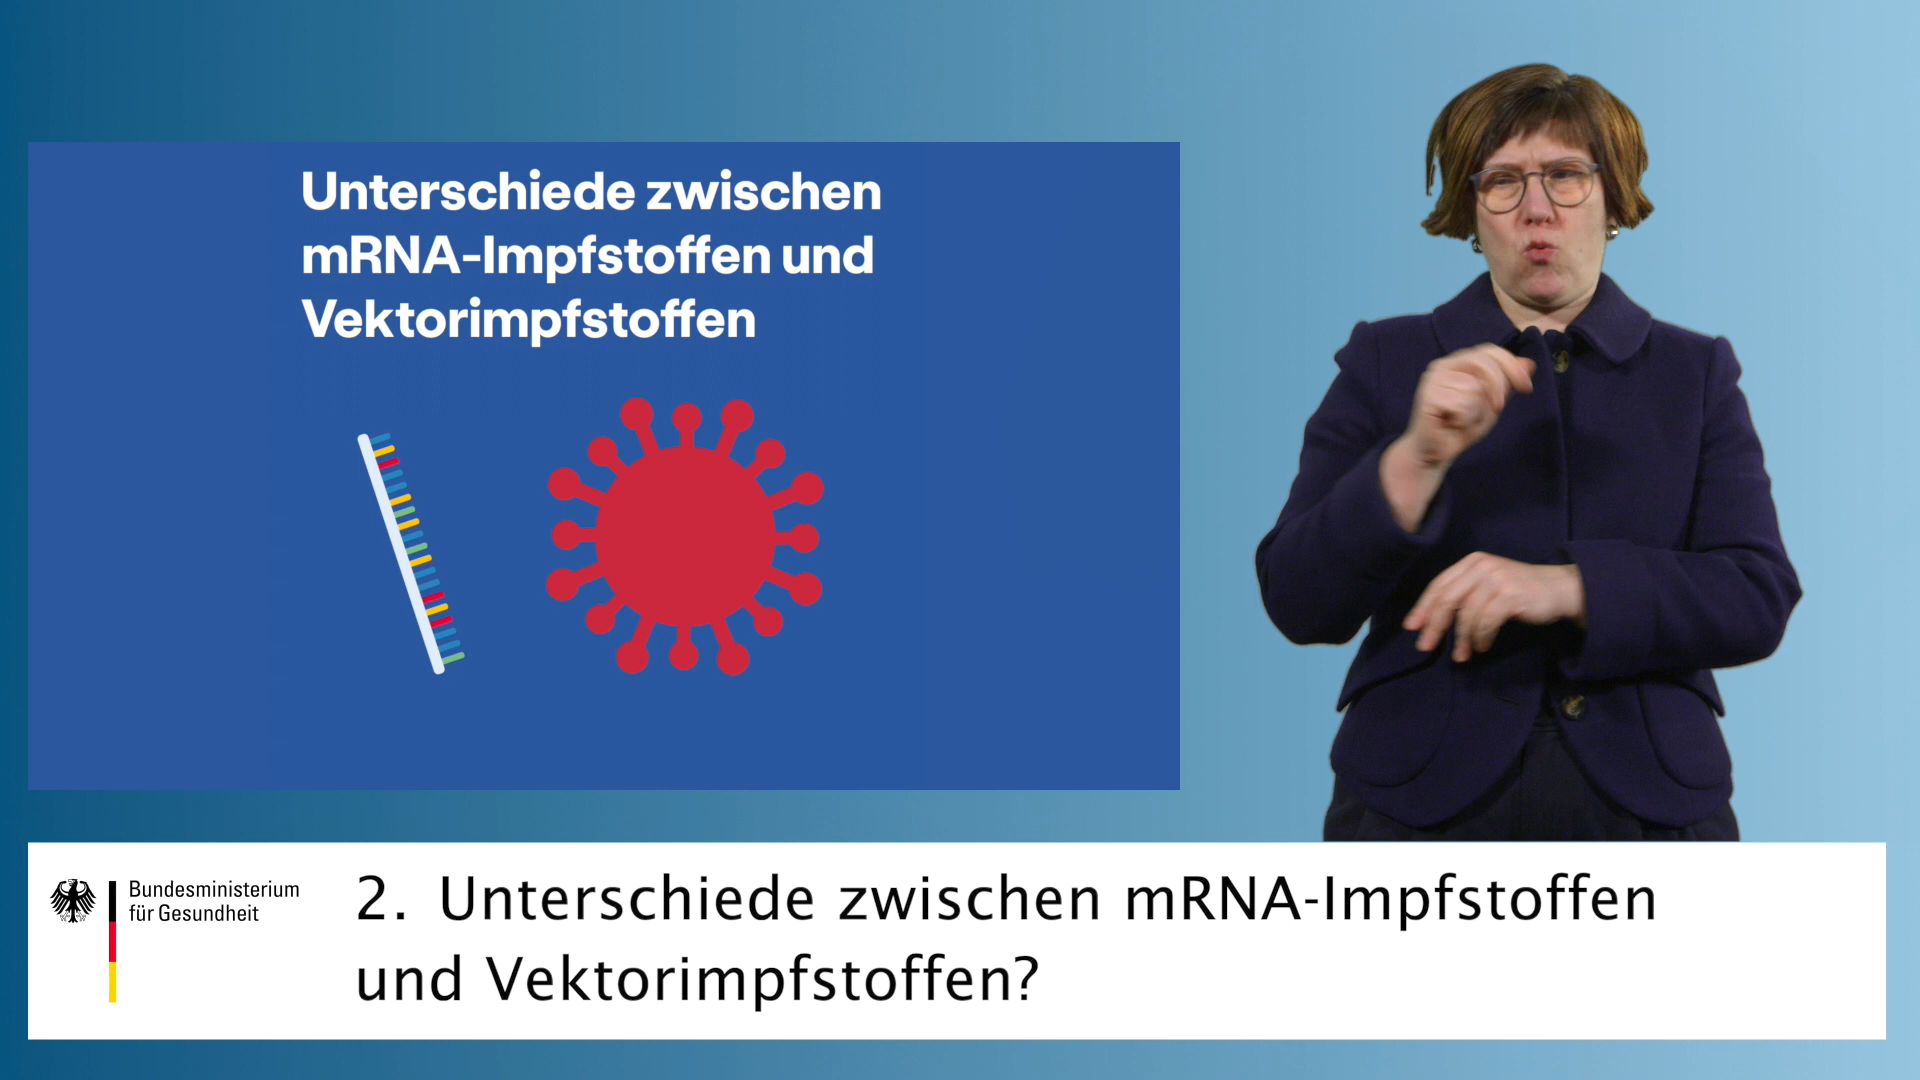 Unterschiede zwischen
mRNA-Impfstoffen und
Vektorimpfstoffen
Bundesministerium
für Gesundheit
2. Unterschiede zwischen mRNA-Impfstoffen
und Vektorimpfstoffen?